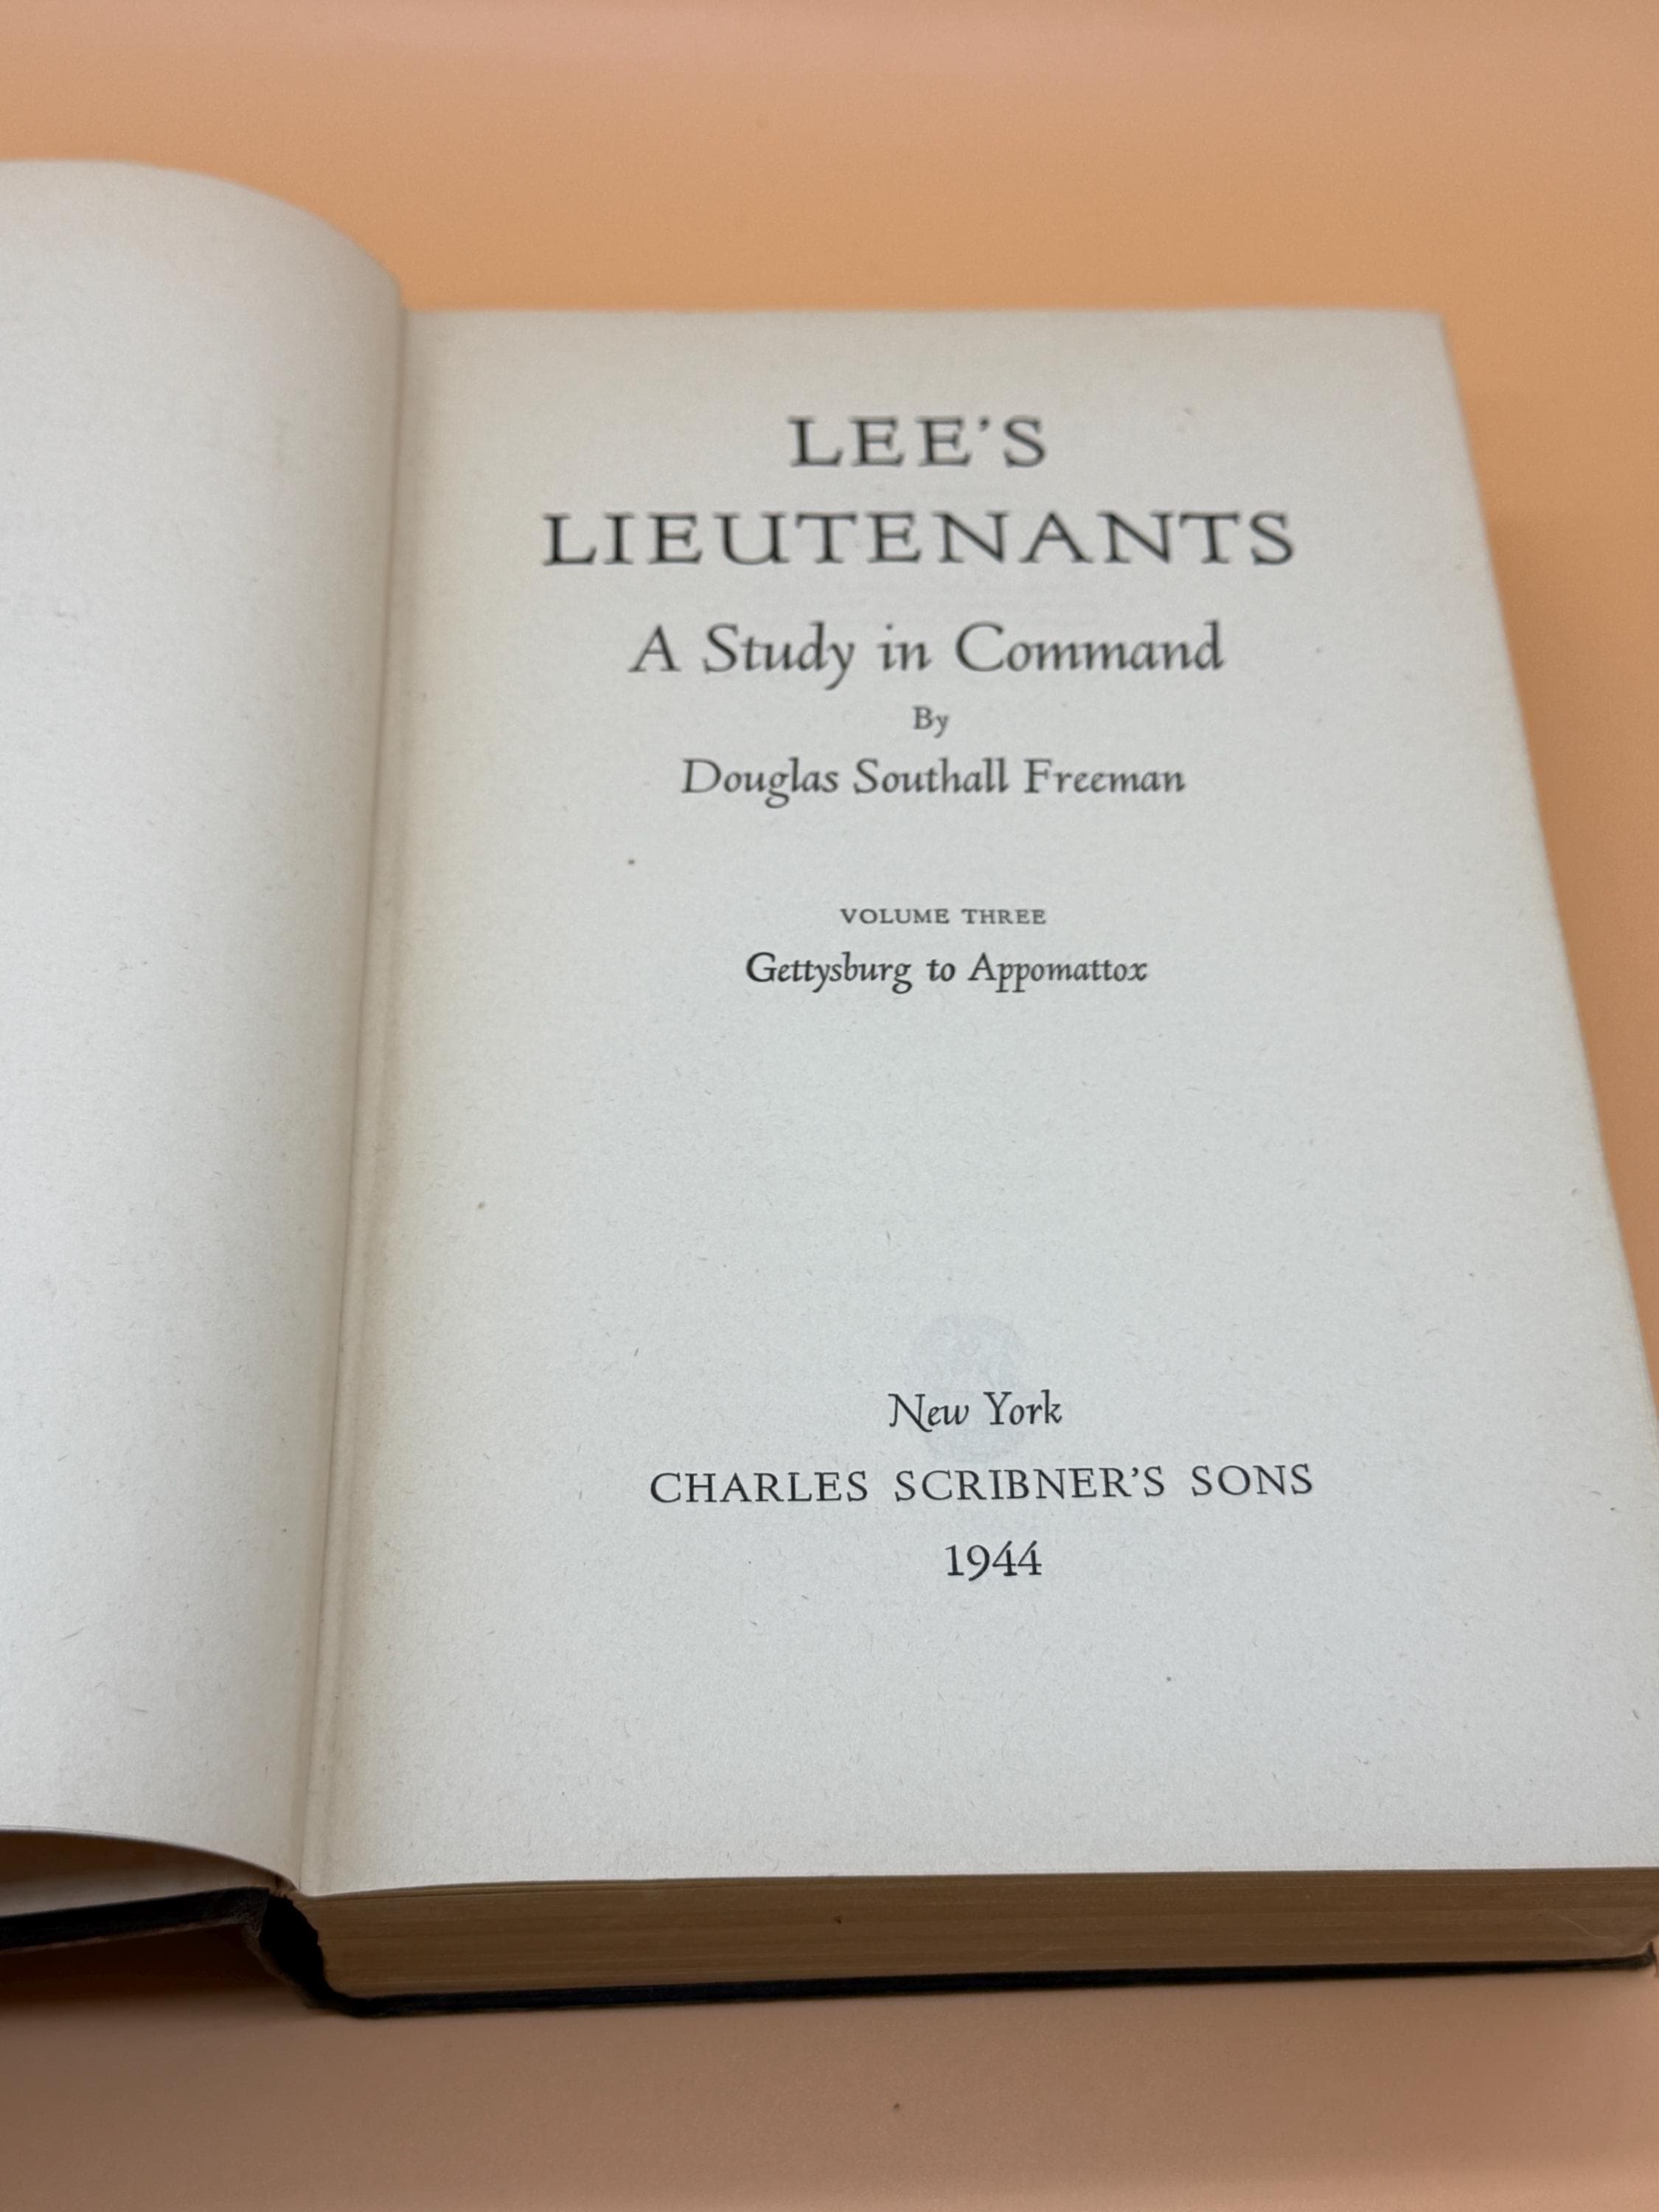 LEE'S
LIEUTENANTS
A Study in Command
By
Douglas Southall Freeman
VOLUME THREE
Gettysburg to Appomattox
New York
CHARLES SCRIBNER'S SONS
1944